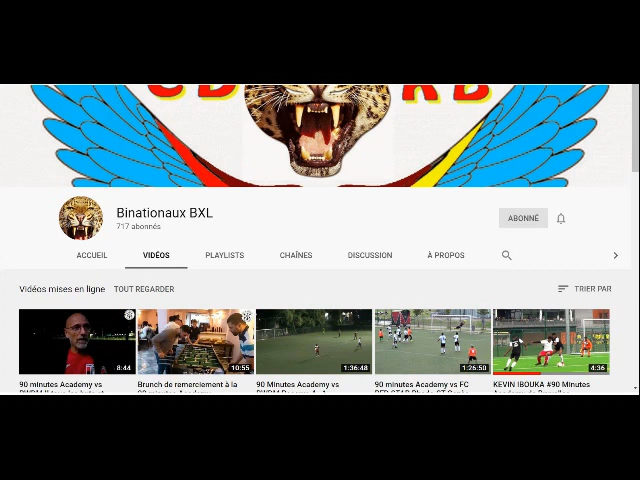 Binationaux BXL
717 abonnés
ABONNÉ
ACCUEIL VIDÉOS PLAYLISTS CHAÎNES DISCUSSION À PROPOS
Vidéos mises en ligne TOUT REGARDER TRIER PAR
8:44 10:55 1:36:48 1:26:50 4:36
90 minutes Academy vs
Brunch de remerciement à la
90 Minutes Academy vs
90 minutes Academy vs FC
KEVIN IBOUKA #90 Minutes